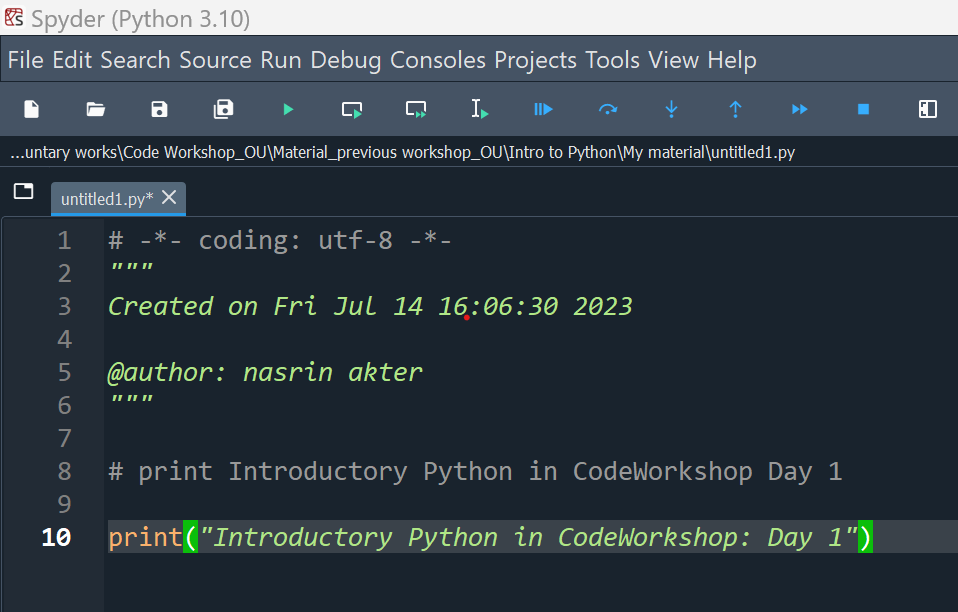 Spyder (Python 3.10)
File Edit Search Source Run Debug Consoles Projects Tools View Help
...untary works\Code Workshop_OU\Material_previous workshop_OU\Intro to Python\My material\untitled1.py
untitled1.py*
1 # -*- coding: utf-8 -*-
2 """
3 Created on Fri Jul 14 16:06:30 2023
4
5 @author: nasrin akter
6 """
7
8 # print Introductory Python in CodeWorkshop Day 1
9
10 print("Introductory Python in CodeWorkshop: Day 1")